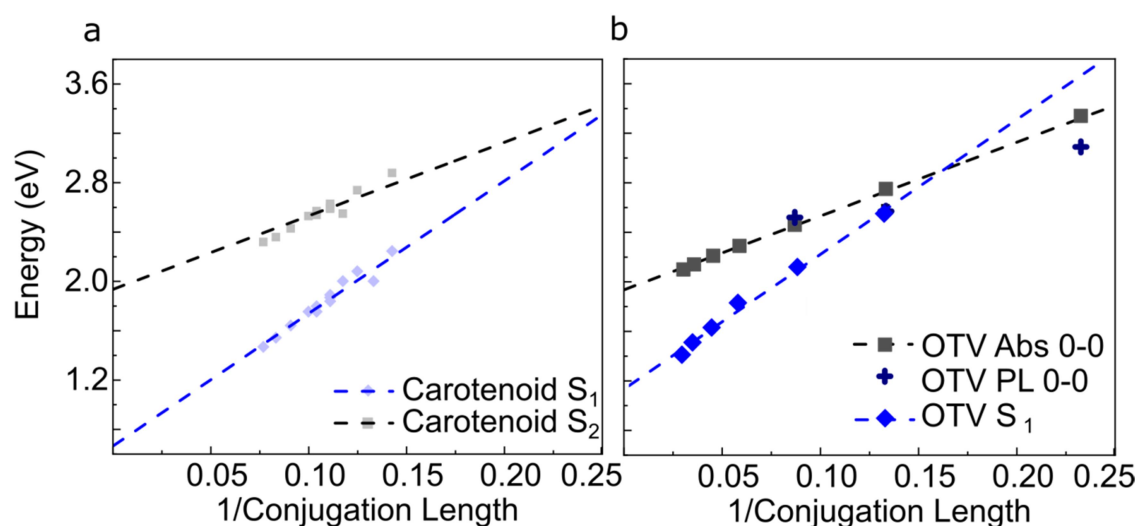 a
b
Energy (eV)
3.6
2.8
2.0
1.2
Carotenoid S₁
Carotenoid S₂
0.05
0.10
0.15
0.20
0.25
1/Conjugation Length
OTV Abs 0-0
OTV PL 0-0
OTV S₁
0.05
0.10
0.15
0.20
0.25
1/Conjugation Length